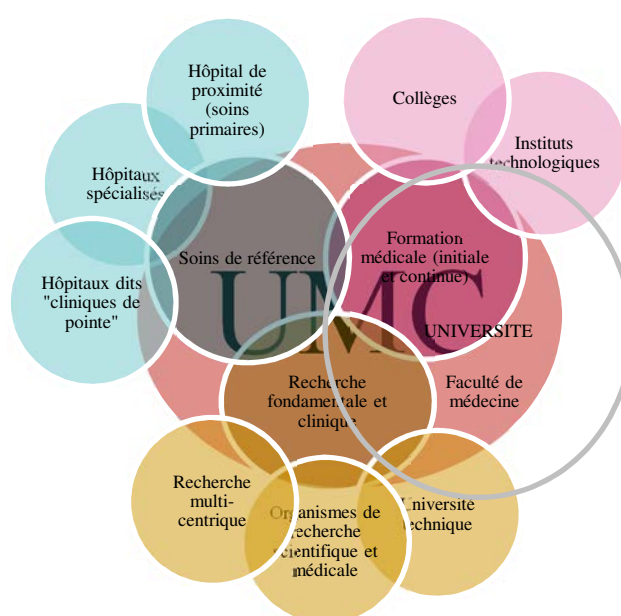 Hôpital de
proximité
(soins
primaires)
Collèges
Instituts
technologiques
Hôpitaux
spécialisés
Soins de référence
Formation
médicale (initiale
et continue)
Hôpitaux dits
"cliniques de
pointe"
UMC
UNIVERSITE
Recherche
fondamentale et
clinique
Faculté de
médecine
Recherche
multi-
centrique
Organismes de
recherche
scientifique et
médicale
Université
technique